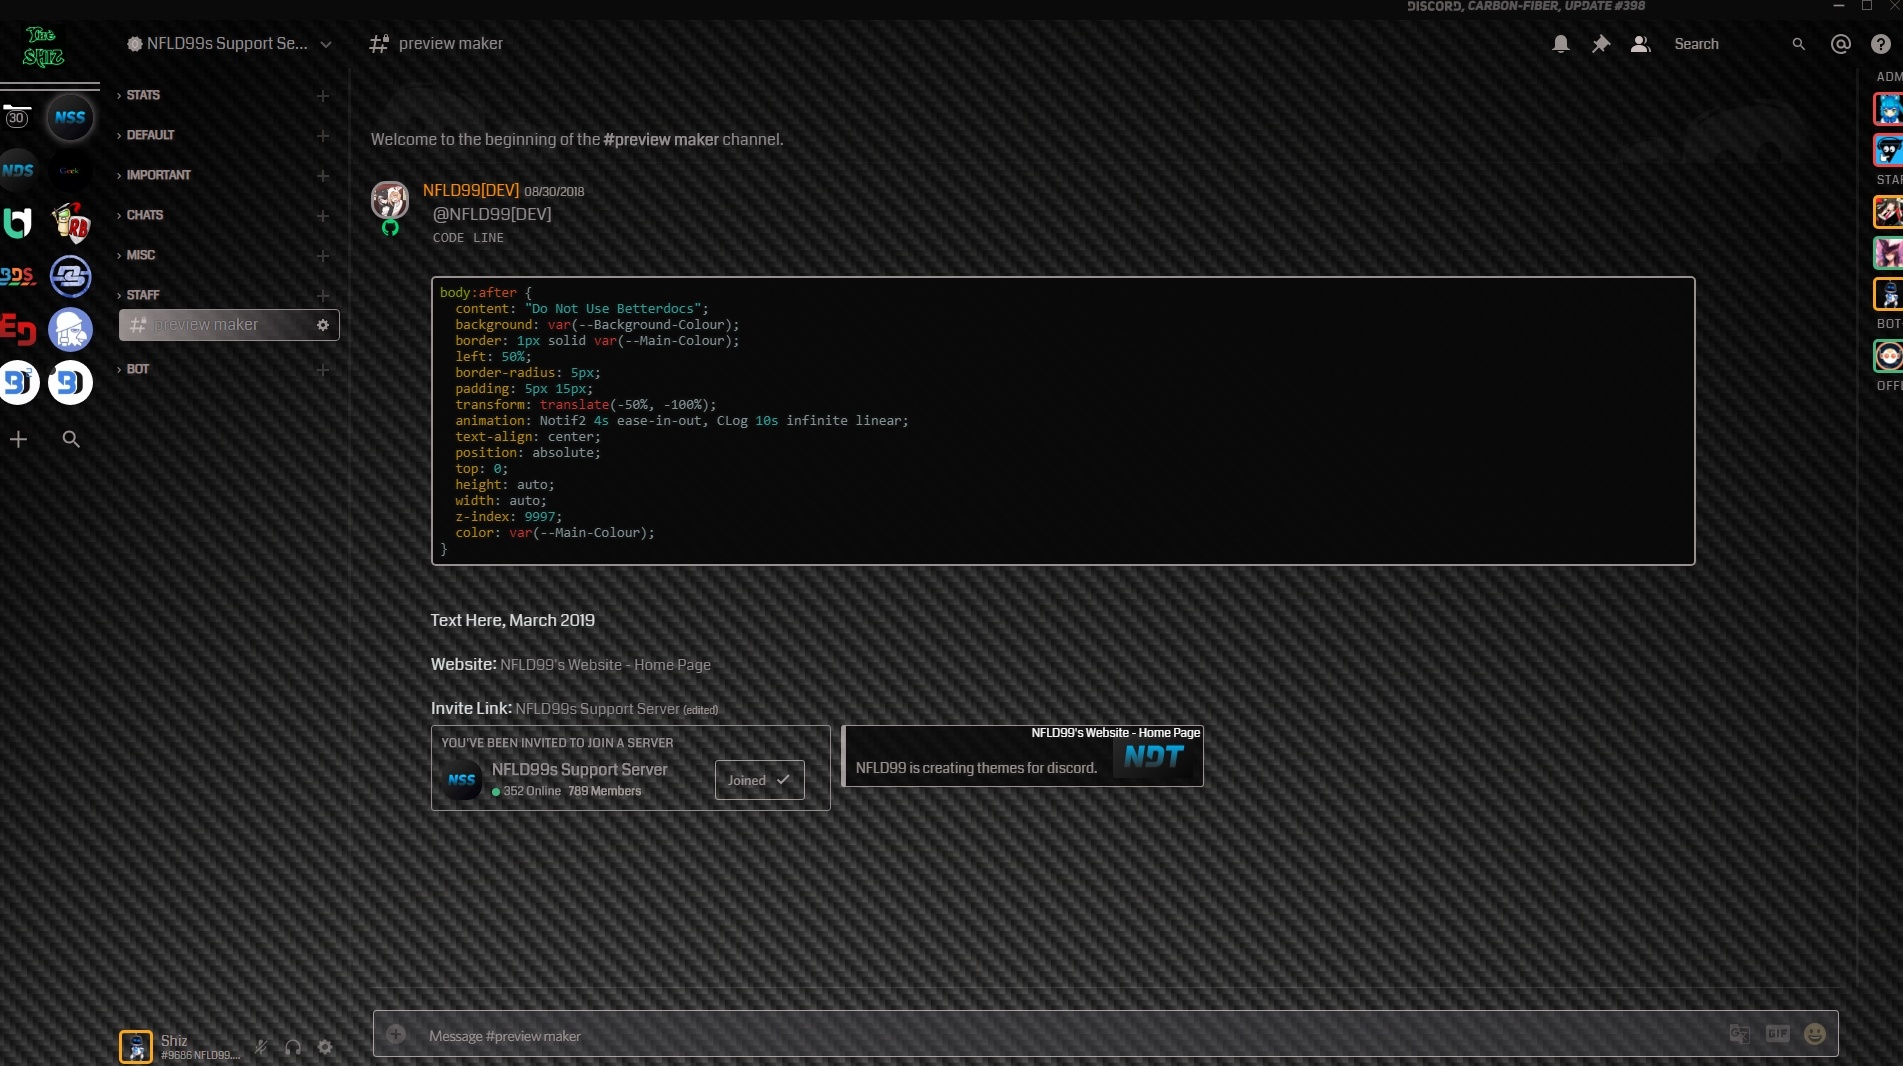 DISCORD, CARBON-FIBER, UPDATE #398
The
SHIZ
NFLD99s Support Se...
preview maker
Search
30
NSS
NDS
Geek
RB
BDS
ED
STATS
DEFAULT
IMPORTANT
CHATS
MISC
STAFF
preview maker
BOT
Welcome to the beginning of the #preview maker channel.
NFLD99[DEV] 08/30/2018
@NFLD99[DEV]
CODE LINE
body:after {
content: "Do Not Use Betterdocs";
background: var(--Background-Colour);
border: 1px solid var(--Main-Colour);
left: 50%;
border-radius: 5px;
padding: 5px 15px;
transform: translate(-50%, -100%);
animation: Notif2 4s ease-in-out, CLog 10s infinite linear;
text-align: center;
position: absolute;
top: 0;
height: auto;
width: auto;
z-index: 9997;
color: var(--Main-Colour);
}
Text Here, March 2019
Website: NFLD99's Website - Home Page
Invite Link: NFLD99s Support Server (edited)
YOU'VE BEEN INVITED TO JOIN A SERVER
NSS
NFLD99s Support Server
352 Online 789 Members
Joined
NFLD99's Website - Home Page
NFLD99 is creating themes for discord.
NDT
ADM
STAF
BOT
OFFL
Shiz
#9686 NFLD99....
Message #preview maker
GIF